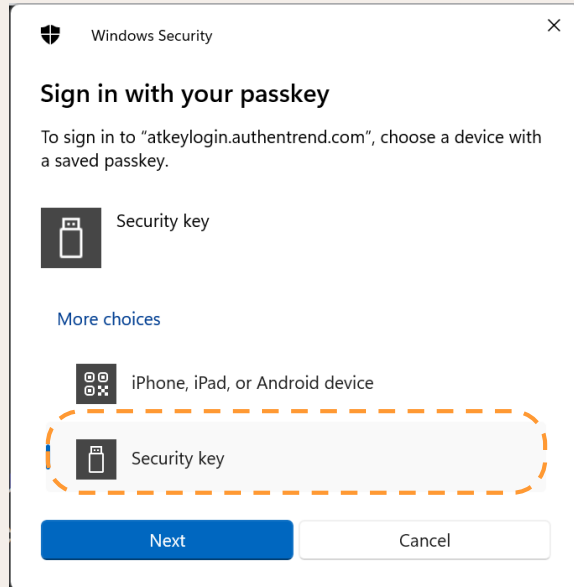 Windows Security
Sign in with your passkey
To sign in to “atkeylogin.authentrend.com”, choose a device with
a saved passkey.
Security key
More choices
iPhone, iPad, or Android device
Security key
Next
Cancel